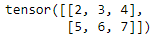 tensor([[2, 3, 4],
        [5, 6, 7]])